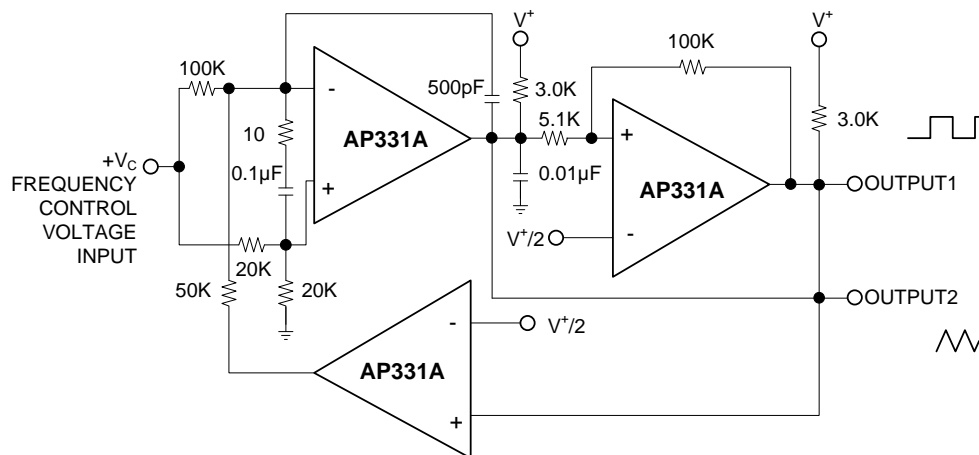 V+
V+
100K
100K
500pF
3.0K
3.0K
-
10
5.1K
+
AP331A
+VC
0.1µF
0.01µF
AP331A
FREQUENCY
CONTROL
VOLTAGE
INPUT
+
OUTPUT1
V+/2
-
20K
50K
20K
OUTPUT2
-
V+/2
AP331A
+